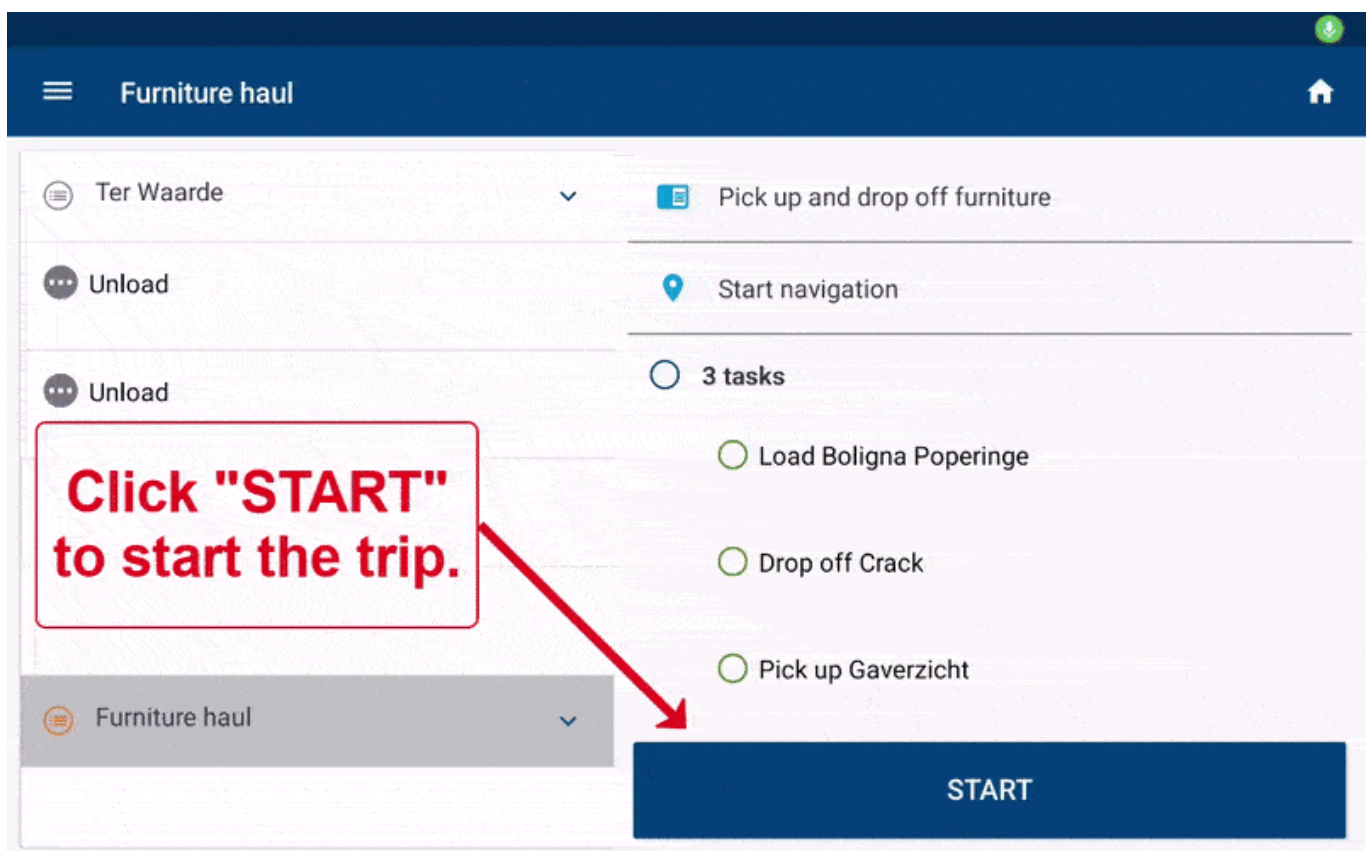 Furniture haul
Ter Waarde
Unload
Unload
Click "START"
to start the trip.
Furniture haul
Pick up and drop off furniture
Start navigation
3 tasks
Load Boligna Poperinge
Drop off Crack
Pick up Gaverzicht
START